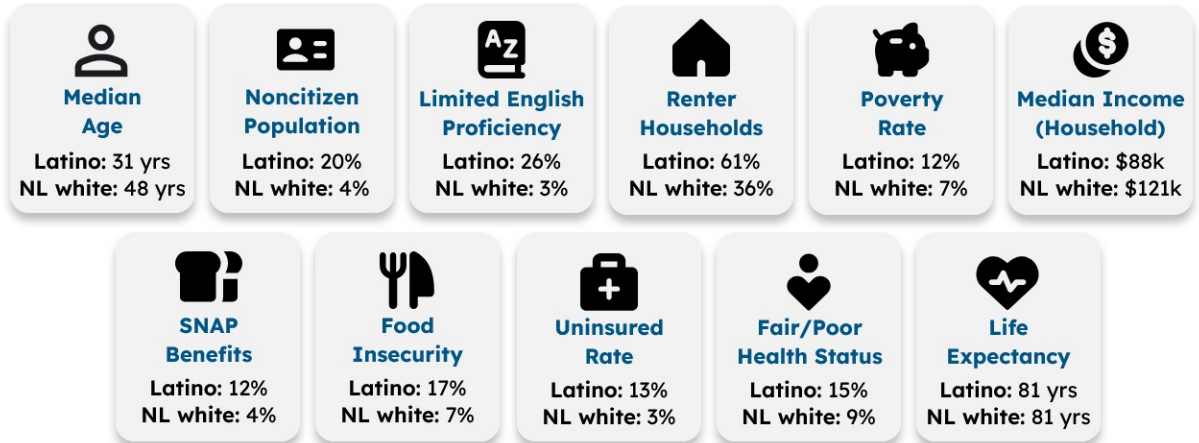 Median
Age
Latino: 31 yrs
NL white: 48 yrs
Noncitizen
Population
Latino: 20%
NL white: 4%
AZ
Limited English
Proficiency
Latino: 26%
NL white: 3%
Renter
Households
Latino: 61%
NL white: 36%
Poverty
Rate
Latino: 12%
NL white: 7%
$
Median Income
(Household)
Latino: $88k
NL white: $121k
SNAP
Benefits
Latino: 12%
NL white: 4%
Food
Insecurity
Latino: 17%
NL white: 7%
Uninsured
Rate
Latino: 13%
NL white: 3%
Fair/Poor
Health Status
Latino: 15%
NL white: 9%
Life
Expectancy
Latino: 81 yrs
NL white: 81 yrs